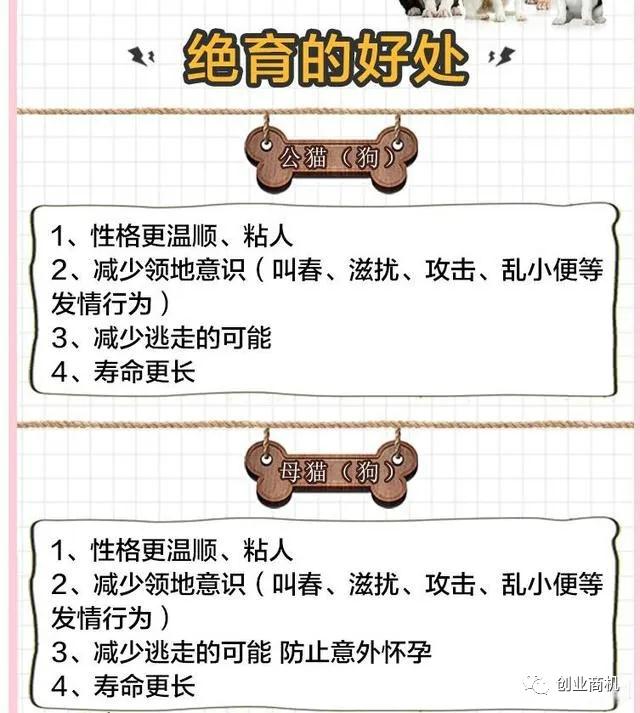 绝育的好处
公猫（狗）
1、性格更温顺、粘人
2、减少领地意识（叫春、滋扰、攻击、乱小便等
发情行为）
3、减少逃走的可能
4、寿命更长
母猫（狗）
1、性格更温顺、粘人
2、减少领地意识（叫春、滋扰、攻击、乱小便等
发情行为）
3、减少逃走的可能 防止意外怀孕
4、寿命更长
创业商机